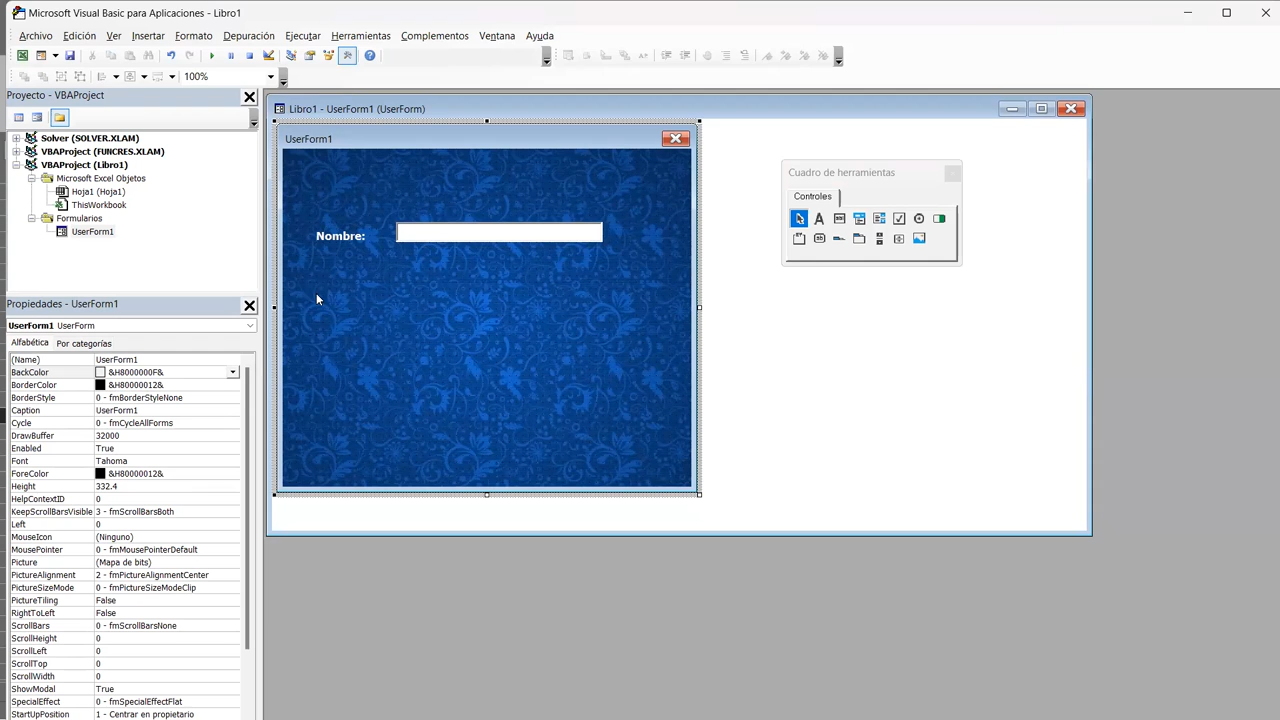 Microsoft Visual Basic para Aplicaciones - Libro1
Archivo Edición Ver Insertar Formato Depuración Ejecutar Herramientas Complementos Ventana Ayuda
100%
Proyecto - VBAProject
Solver (SOLVER.XLAM)
VBAProject (FUNCRES.XLAM)
VBAProject (Libro1)
Microsoft Excel Objetos
Hoja1 (Hoja1)
ThisWorkbook
Formularios
UserForm1
Propiedades - UserForm1
UserForm1 UserForm
Alfabética Por categorías
(Name) UserForm1
BackColor &H8000000F&
BorderColor &H80000012&
BorderStyle 0 - fmBorderStyleNone
Caption UserForm1
Cycle 0 - fmCycleAllForms
DrawBuffer 32000
Enabled True
Font Tahoma
ForeColor &H80000012&
Height 332.4
HelpContextID 0
KeepScrollBarsVisible 3 - fmScrollBarsBoth
Left 0
MouseIcon (Ninguno)
MousePointer 0 - fmMousePointerDefault
Picture (Mapa de bits)
PictureAlignment 2 - fmPictureAlignmentCenter
PictureSizeMode 0 - fmPictureSizeModeClip
PictureTiling False
RightToLeft False
ScrollBars 0 - fmScrollBarsNone
ScrollHeight 0
ScrollLeft 0
ScrollTop 0
ScrollWidth 0
ShowModal True
SpecialEffect 0 - fmSpecialEffectFlat
StartUpPosition 1 - Centrar en propietario
Libro1 - UserForm1 (UserForm)
UserForm1
Nombre:
Cuadro de herramientas
Controles